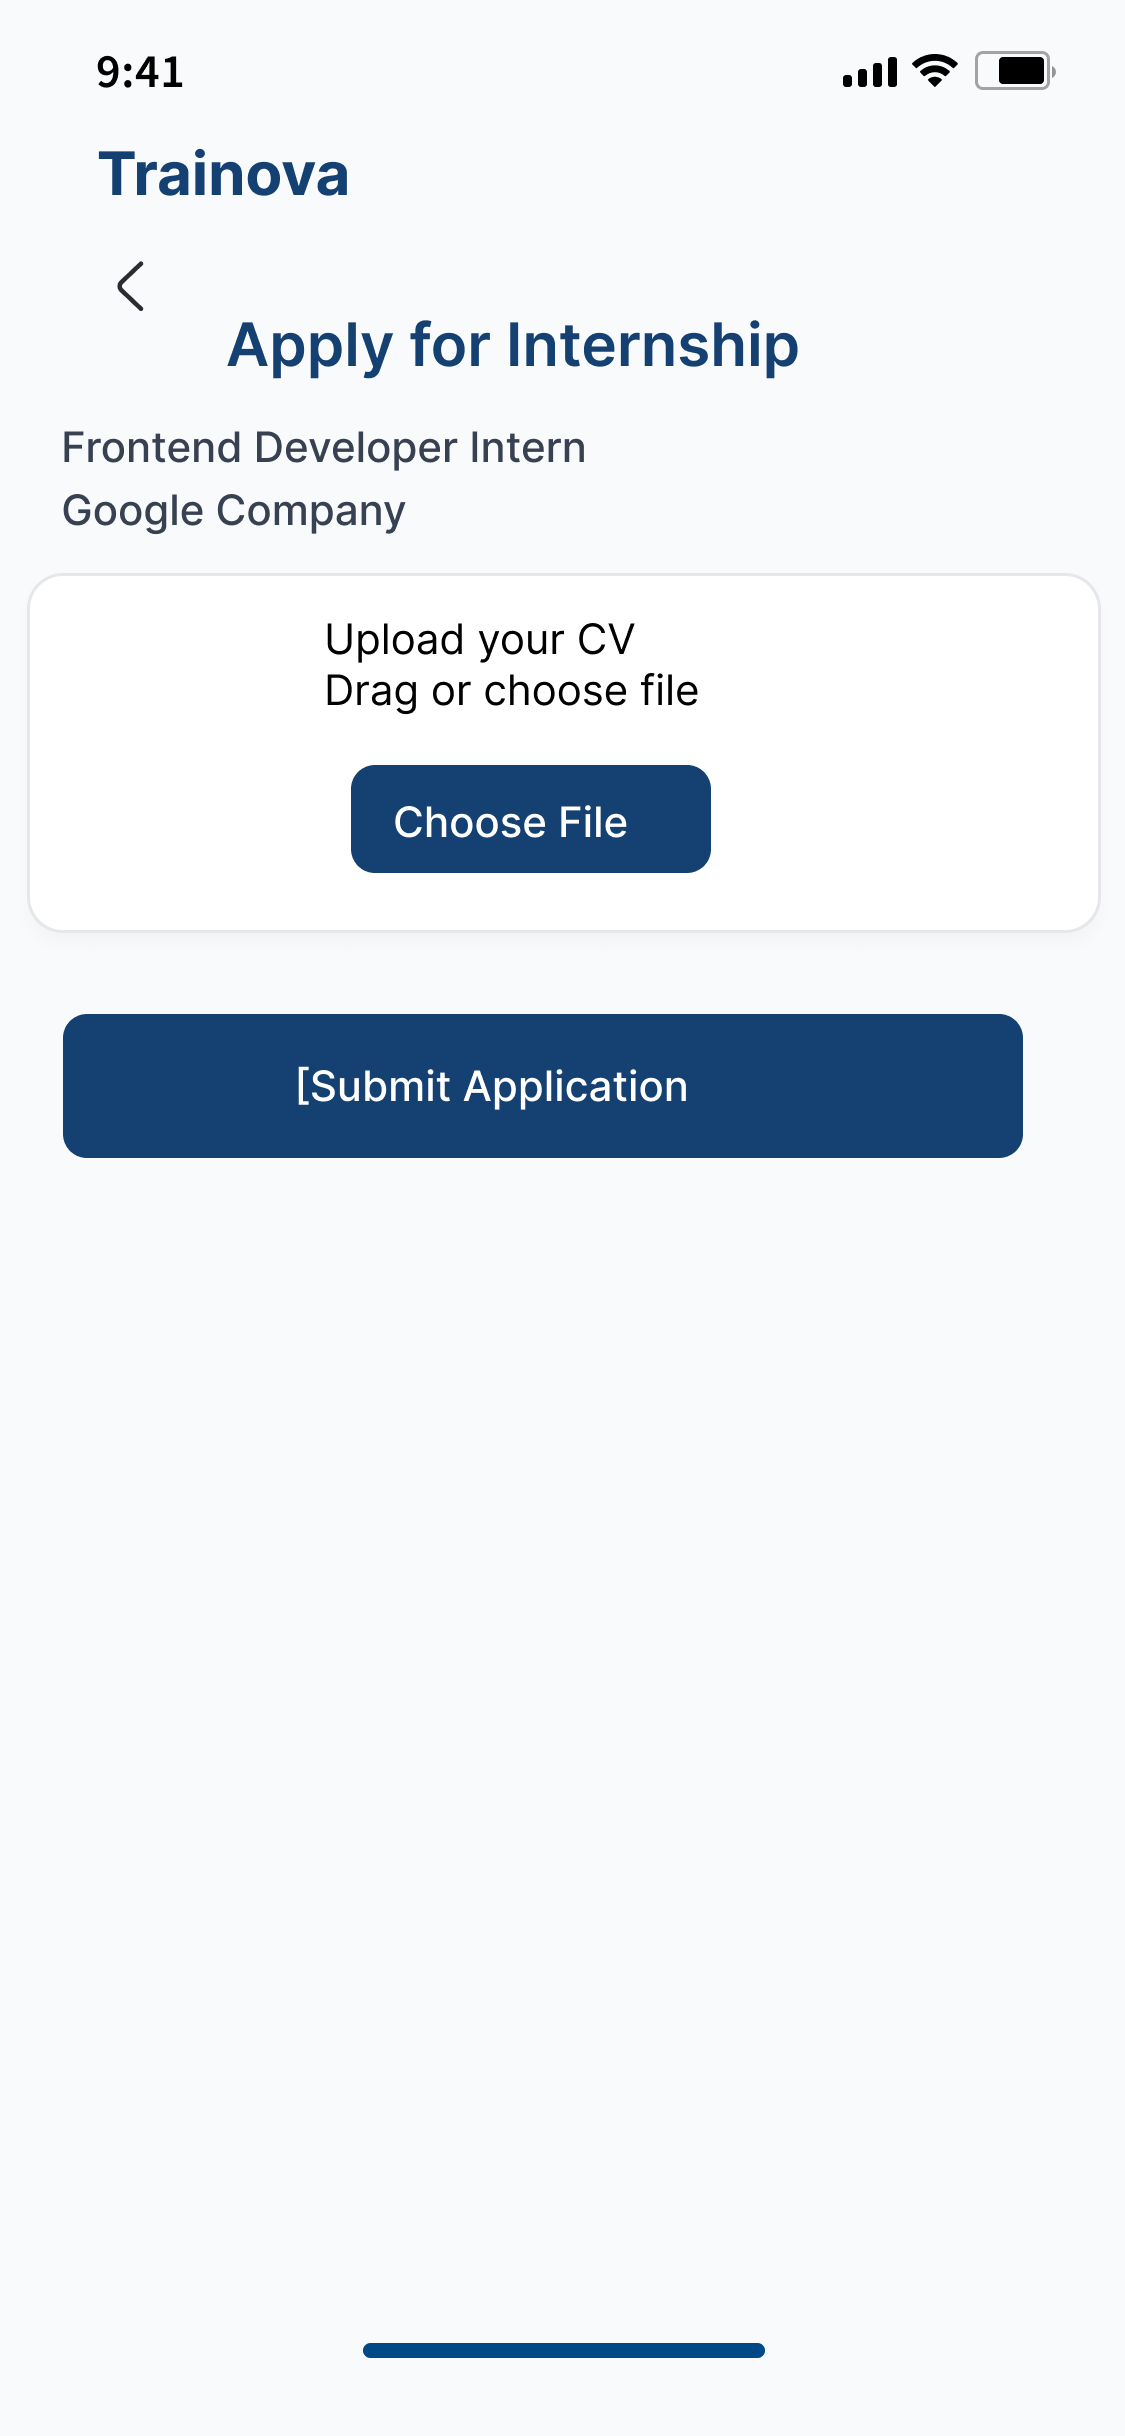 9:41
Trainova
Apply for Internship
Frontend Developer Intern
Google Company
Upload your CV
Drag or choose file
Choose File
[Submit Application